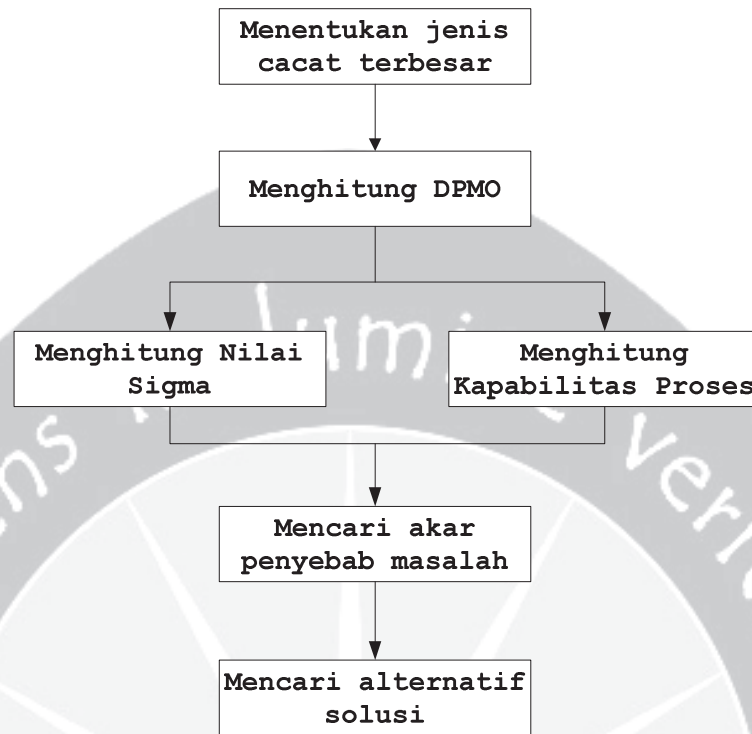 Menentukan jenis
cacat terbesar
Menghitung DPMO
Menghitung Nilai
Sigma
Menghitung
Kapabilitas Proses
Mencari akar
penyebab masalah
Mencari alternatif
solusi